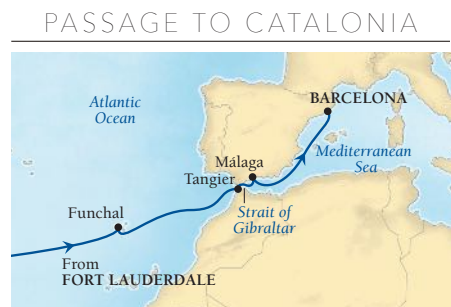 PASSAGE TO CATALONIA
BARCELONA
Atlantic
Ocean
Mediterranean
Sea
Málaga
Tangier
Strait of
Gibraltar
Funchal
From
FORT LAUDERDALE